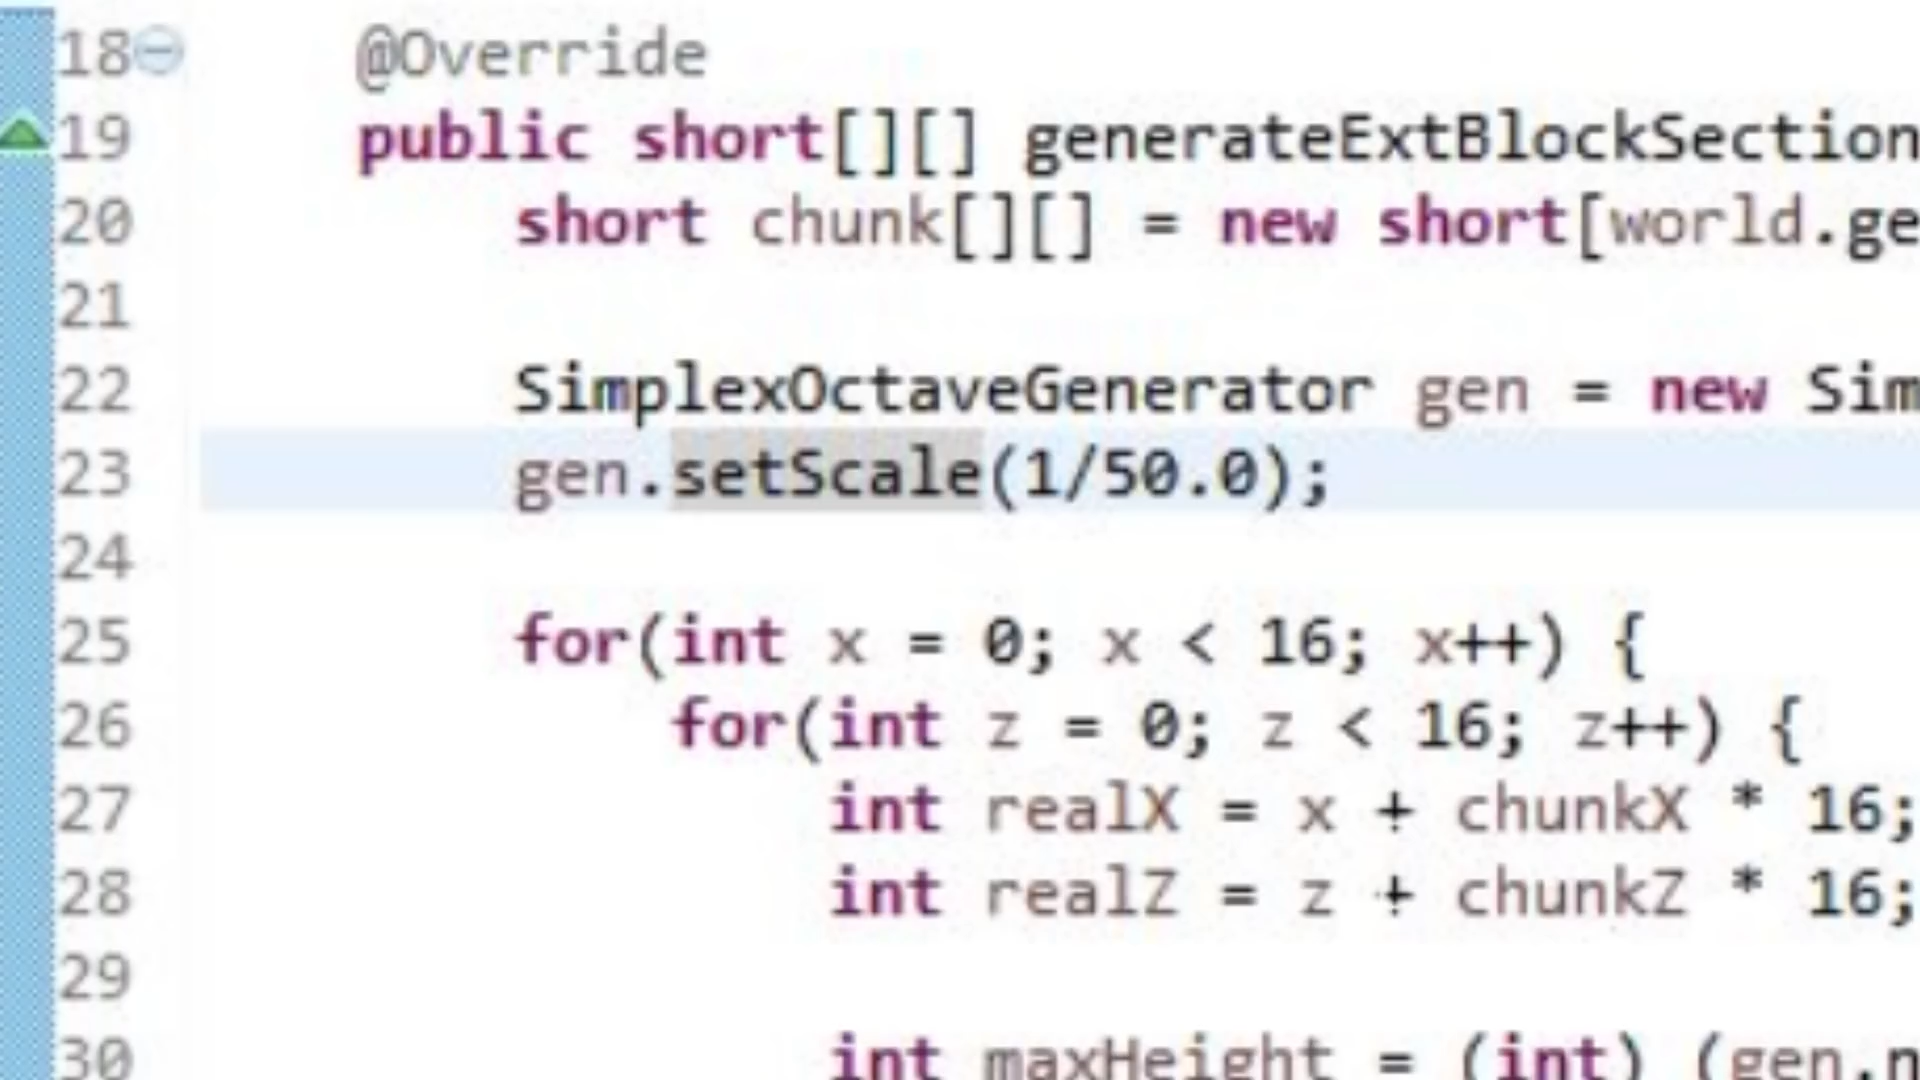 18 @Override
19 public short[][] generateExtBlockSection
20 short chunk[][] = new short[world.ge
21
22 SimplexOctaveGenerator gen = new Sim
23 gen.setScale(1/50.0);
24
25 for(int x = 0; x < 16; x++) {
26 for(int z = 0; z < 16; z++) {
27 int realX = x + chunkX * 16;
28 int realZ = z + chunkZ * 16;
29
30 int maxHeight = (int) (gen.n